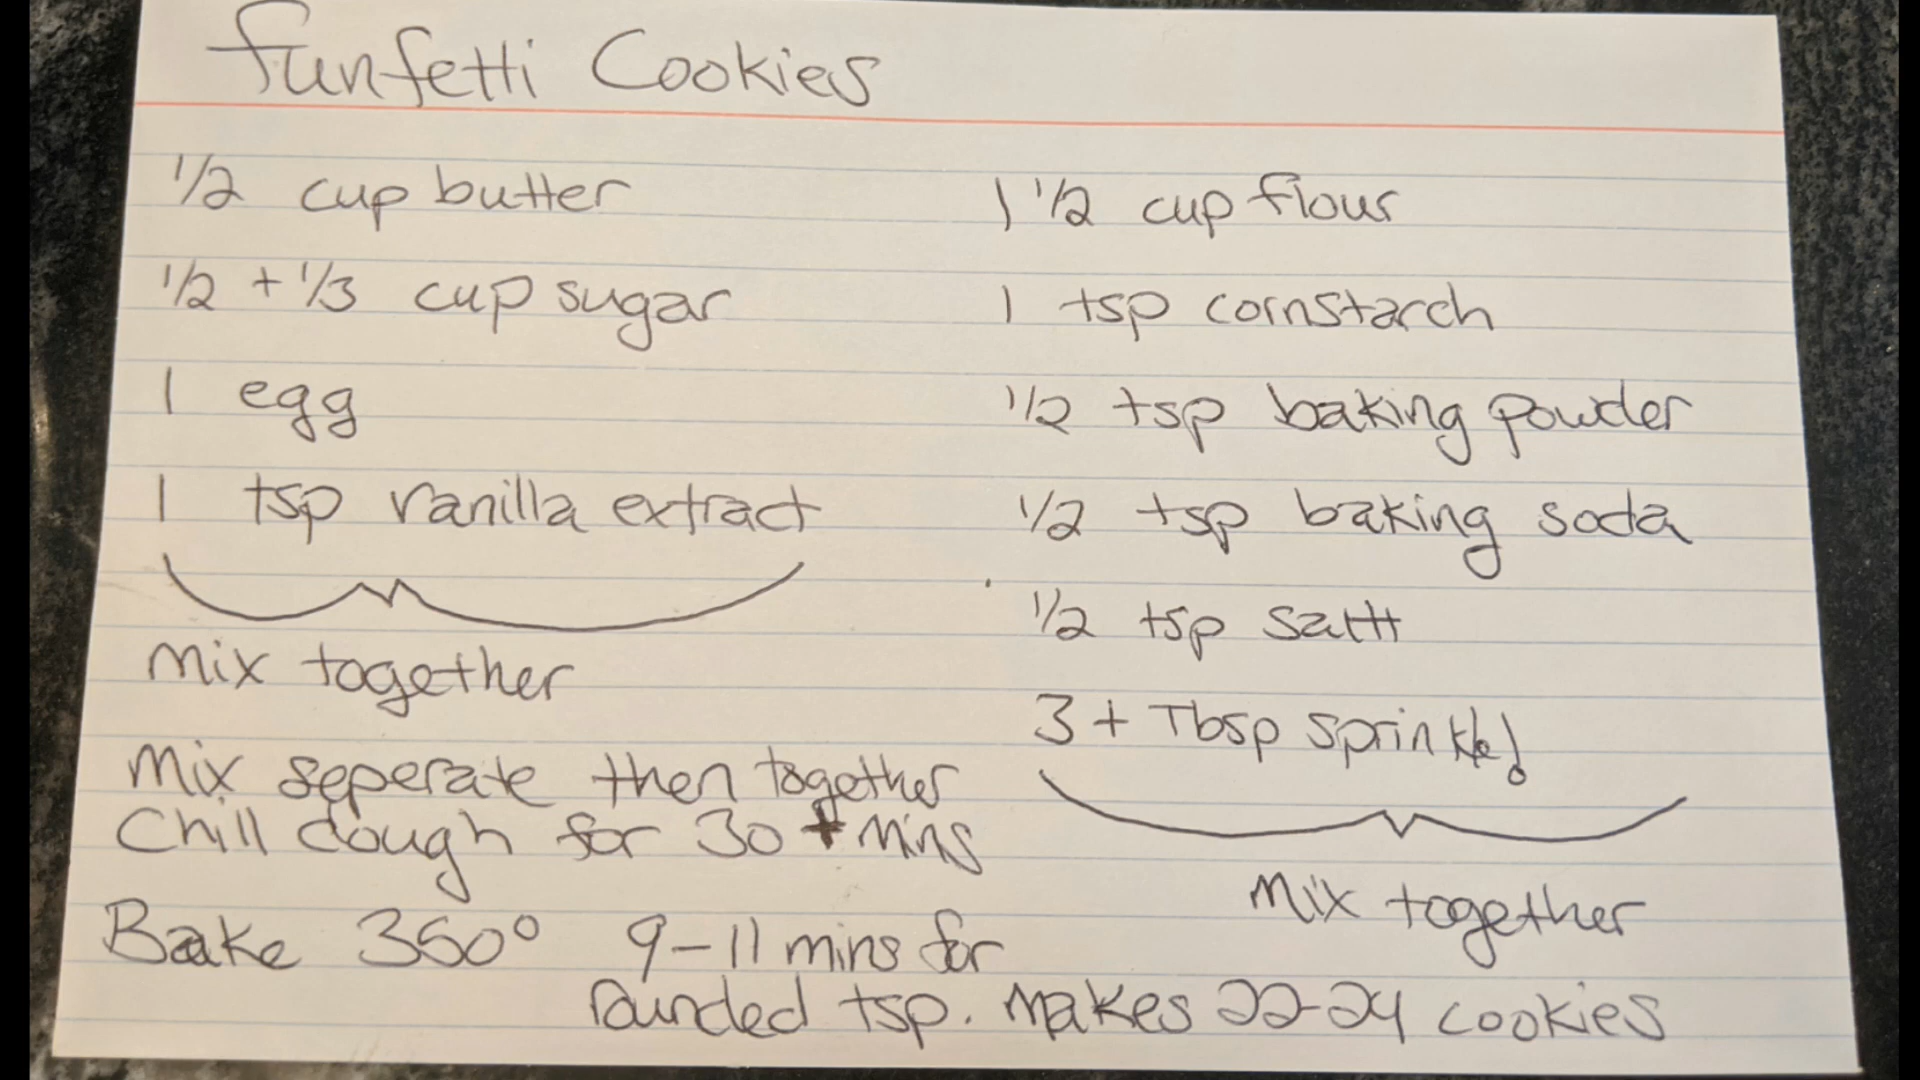 Funfetti Cookies
1/2 cup butter
1/2 + 1/3 cup sugar
1 egg
1 tsp vanilla extract
mix together
1 1/2 cup flour
1 tsp cornstarch
1/2 tsp baking powder
1/2 tsp baking soda
1/2 tsp salt
3 + Tbsp sprinkle!
mix together
Mix seperate then together
Chill dough for 30 + mins
Bake 350° 9-11 mins for
rounded tsp. makes 22-24 cookies